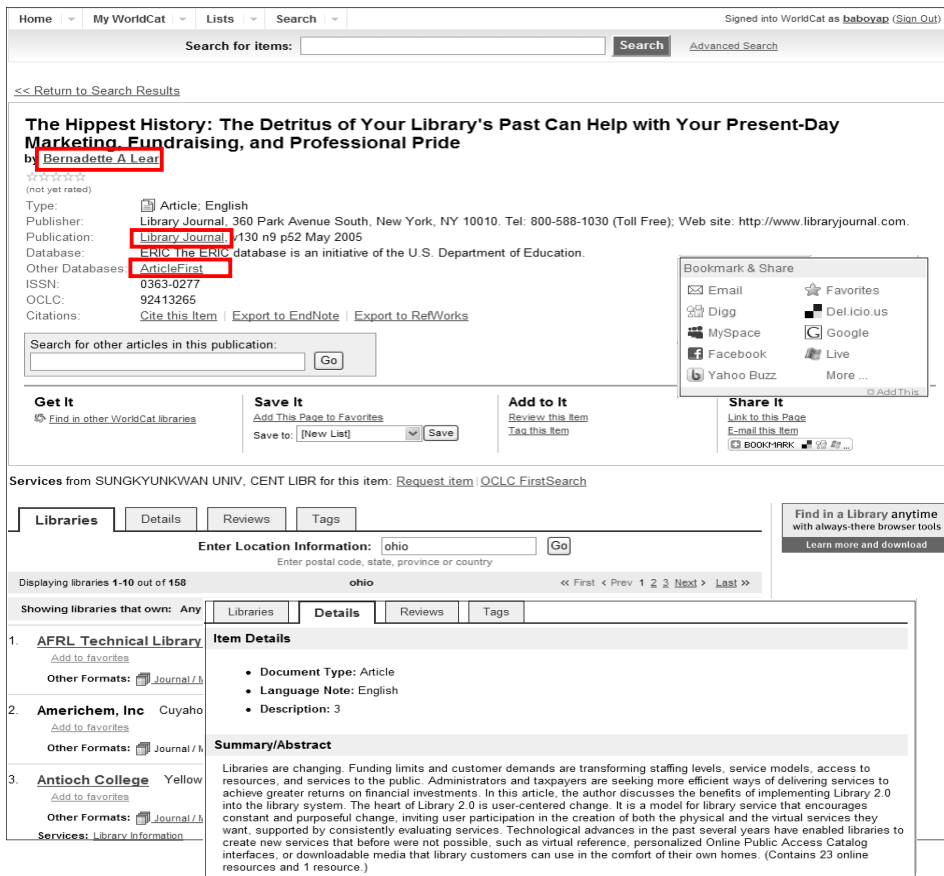 Home My WorldCat Lists Search Signed into WorldCat as baboyap (Sign Out)
Search for items: Search Advanced Search
<< Return to Search Results
The Hippest History: The Detritus of Your Library's Past Can Help with Your Present-Day
Marketing, Fundraising, and Professional Pride
by Bernadette A Lear
(not yet rated)
Type: Article; English
Publisher: Library Journal, 360 Park Avenue South, New York, NY 10010. Tel: 800-588-1030 (Toll Free); Web site: http://www.libraryjournal.com.
Publication: Library Journal, v130 n9 p52 May 2005
Database: ERIC The ERIC database is an initiative of the U.S. Department of Education.
Other Databases: ArticleFirst
ISSN: 0363-0277
OCLC: 92413265
Citations: Cite this Item | Export to EndNote | Export to RefWorks
Search for other articles in this publication:
Go
Bookmark & Share
Email Favorites
Digg Del.icio.us
MySpace Google
Facebook Live
Yahoo Buzz More ...
AddThis
Get It
Find in other WorldCat libraries
Save It
Add This Page to Favorites
Save to: [New List] Save
Add to It
Review this Item
Tag this Item
Share It
Link to this Page
E-mail this Item
BOOKMARK
Services from SUNGKYUNKWAN UNIV, CENT LIBR for this item: Request item | OCLC FirstSearch
Libraries Details Reviews Tags
Find in a Library anytime
with always-there browser tools
Learn more and download
Enter Location Information: ohio Go
Enter postal code, state, province or country
Displaying libraries 1-10 out of 158 ohio << First < Prev 1 2 3 Next > Last >>
Showing libraries that own: Any
1. AFRL Technical Library
Add to favorites
Other Formats: Journal / M
2. Americhem, Inc Cuyaho
Add to favorites
Other Formats: Journal / M
3. Antioch College Yellow
Add to favorites
Other Formats: Journal / M
Services: Library Information
Libraries Details Reviews Tags
Item Details
• Document Type: Article
• Language Note: English
• Description: 3
Summary/Abstract
Libraries are changing. Funding limits and customer demands are transforming staffing levels, service models, access to
resources, and services to the public. Administrators and taxpayers are seeking more efficient ways of delivering services to
achieve greater returns on financial investments. In this article, the author discusses the benefits of implementing Library 2.0
into the library system. The heart of Library 2.0 is user-centered change. It is a model for library service that encourages
constant and purposeful change, inviting user participation in the creation of both the physical and the virtual services they
want, supported by consistently evaluating services. Technological advances in the past several years have enabled libraries to
create new services that before were not possible, such as virtual reference, personalized Online Public Access Catalog
interfaces, or downloadable media that library customers can use in the comfort of their own homes. (Contains 23 online
resources and 1 resource.)